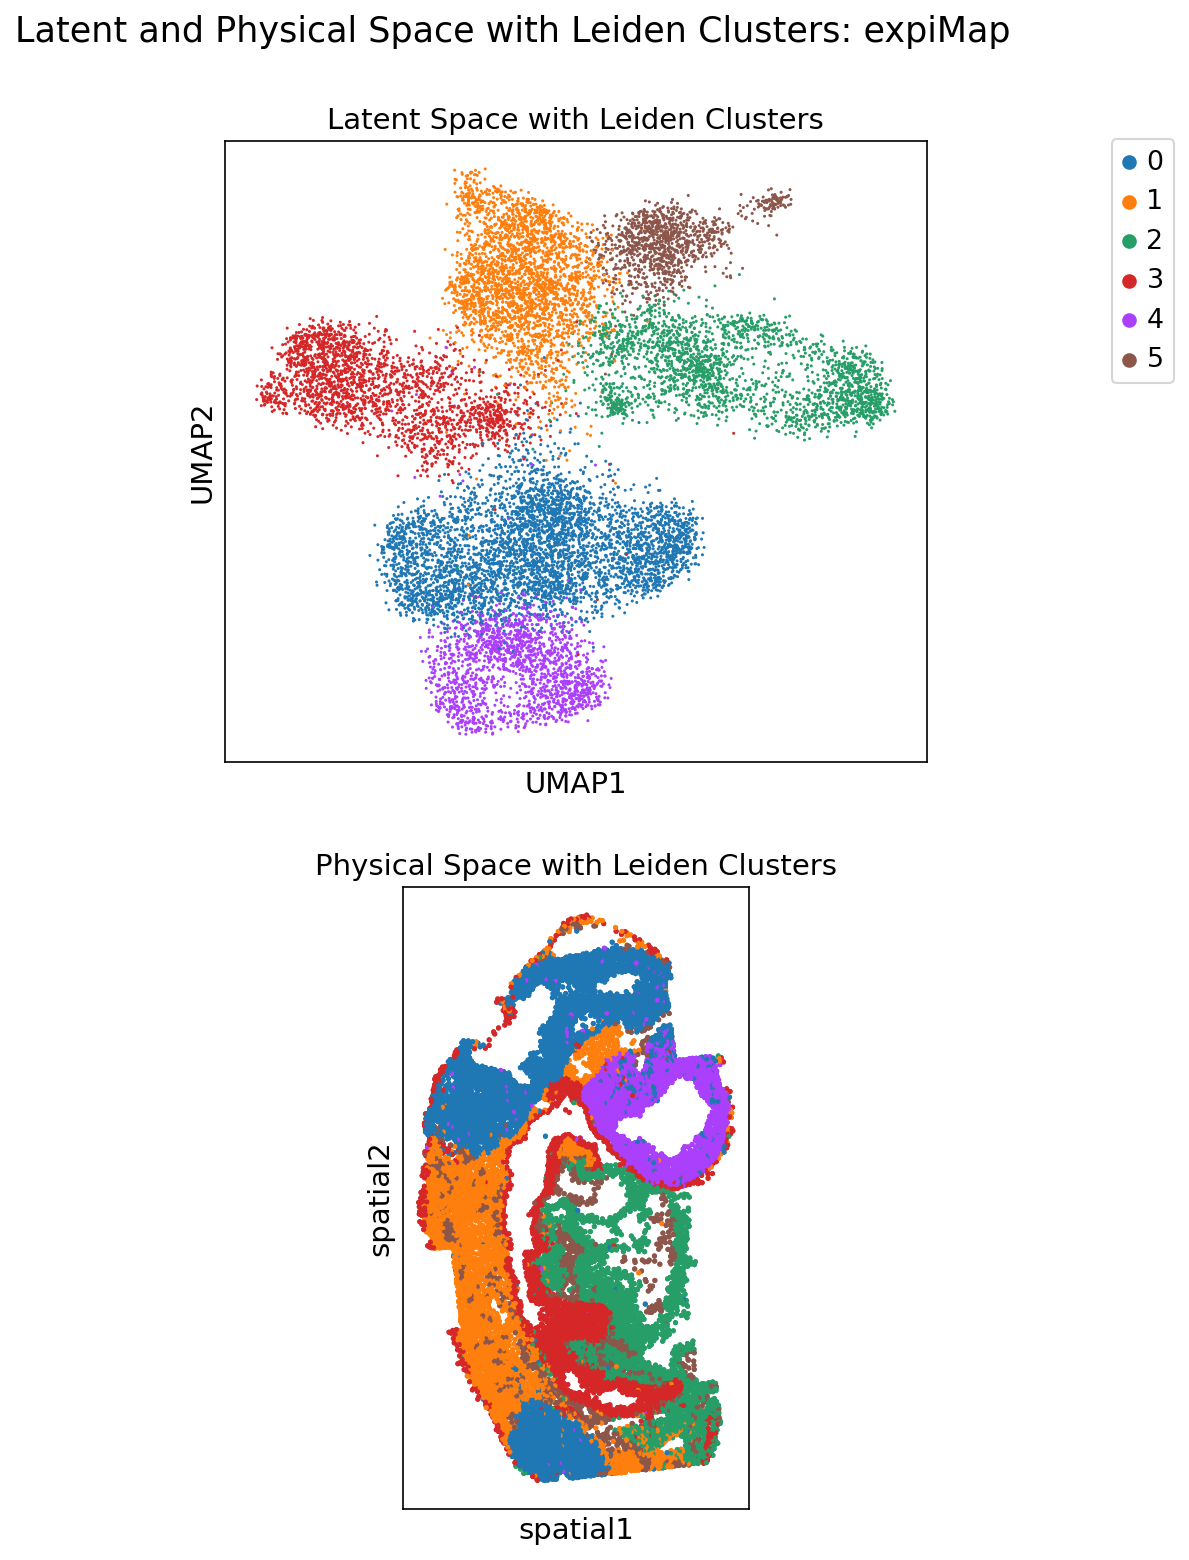 Latent and Physical Space with Leiden Clusters: expiMap
Latent Space with Leiden Clusters
0
1
2
3
4
5
UMAP2
UMAP1
Physical Space with Leiden Clusters
spatial2
spatial1